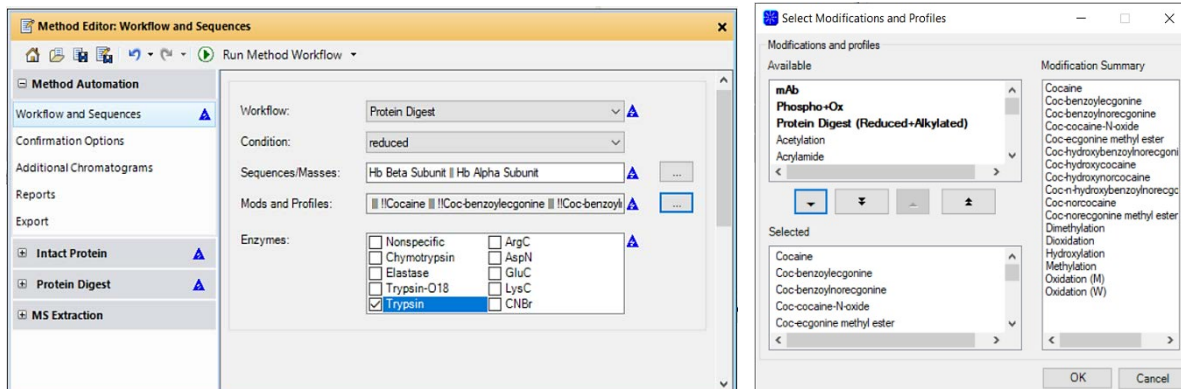 Method Editor: Workflow and Sequences
Run Method Workflow
Method Automation
Workflow and Sequences
Confirmation Options
Additional Chromatograms
Reports
Export
Intact Protein
Protein Digest
MS Extraction
Workflow: Protein Digest
Condition: reduced
Sequences/Masses: Hb Beta Subunit || Hb Alpha Subunit ...
Mods and Profiles: ||| !!Cocaine ||| !!Coc-benzoylecgonine ||| !!Coc-benzoyl ...
Enzymes:
Nonspecific ArgC
Chymotrypsin AspN
Elastase GluC
Trypsin-O18 LysC
Trypsin CNBr
Select Modifications and Profiles
Modifications and profiles
Available
mAb
Phospho+Ox
Protein Digest (Reduced+Alkylated)
Acetylation
Acrylamide
Selected
Cocaine
Coc-benzoylecgonine
Coc-benzoylnorecgonine
Coc-cocaine-N-oxide
Coc-ecgonine methyl ester
Modification Summary
Cocaine
Coc-benzoylecgonine
Coc-benzoylnorecgonine
Coc-cocaine-N-oxide
Coc-ecgonine methyl ester
Coc-hydroxybenzoylnorecgoni
Coc-hydroxycocaine
Coc-hydroxynorcocaine
Coc-n-hydroxybenzoylnorecgc
Coc-norcocaine
Coc-norecgonine methyl ester
Dimethylation
Dioxidation
Hydroxylation
Methylation
Oxidation (M)
Oxidation (W)
OK Cancel